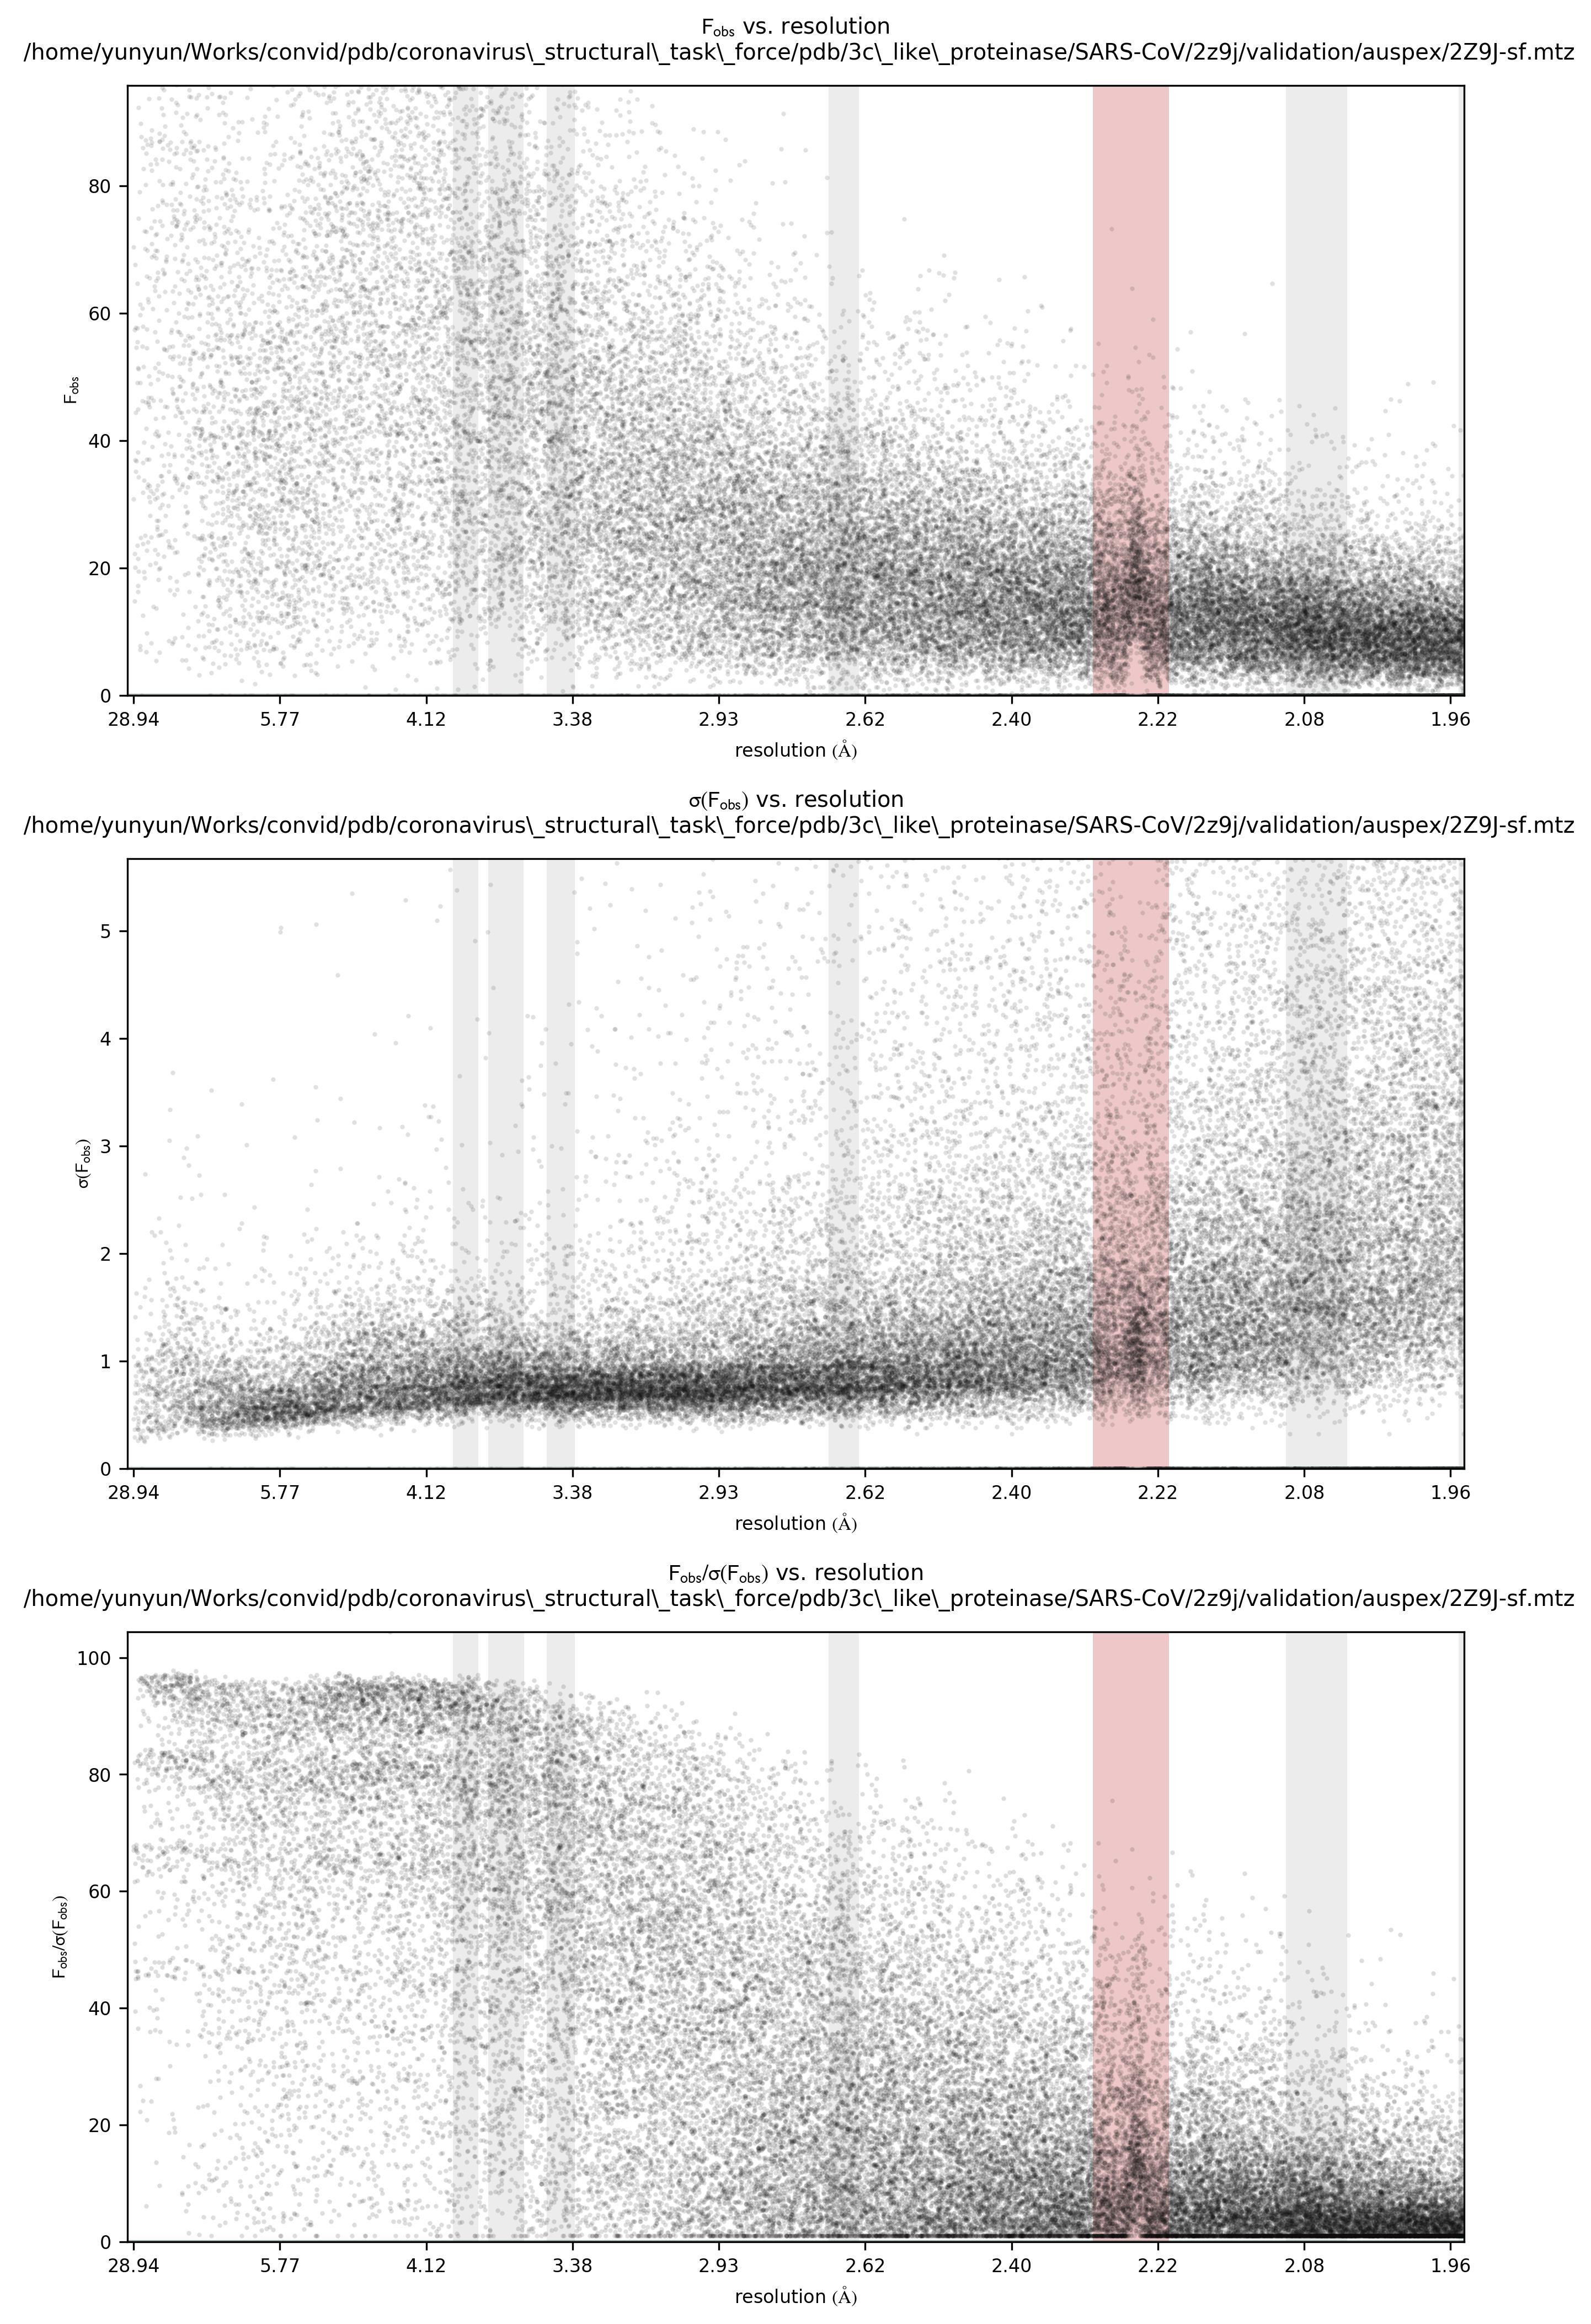 Fobs vs. resolution
/home/yunyun/Works/convid/pdb/coronavirus\_structural\_task\_force/pdb/3c\_like\_proteinase/SARS-CoV/2z9j/validation/auspex/2Z9J-sf.mtz
80
60
Fobs
40
20
0
28.94 5.77 4.12 3.38 2.93 2.62 2.40 2.22 2.08 1.96
resolution (Å)
σ(Fobs) vs. resolution
/home/yunyun/Works/convid/pdb/coronavirus\_structural\_task\_force/pdb/3c\_like\_proteinase/SARS-CoV/2z9j/validation/auspex/2Z9J-sf.mtz
5
4
3
σ(Fobs)
2
1
0
28.94 5.77 4.12 3.38 2.93 2.62 2.40 2.22 2.08 1.96
resolution (Å)
Fobs/σ(Fobs) vs. resolution
/home/yunyun/Works/convid/pdb/coronavirus\_structural\_task\_force/pdb/3c\_like\_proteinase/SARS-CoV/2z9j/validation/auspex/2Z9J-sf.mtz
100
80
60
Fobs/σ(Fobs)
40
20
0
28.94 5.77 4.12 3.38 2.93 2.62 2.40 2.22 2.08 1.96
resolution (Å)